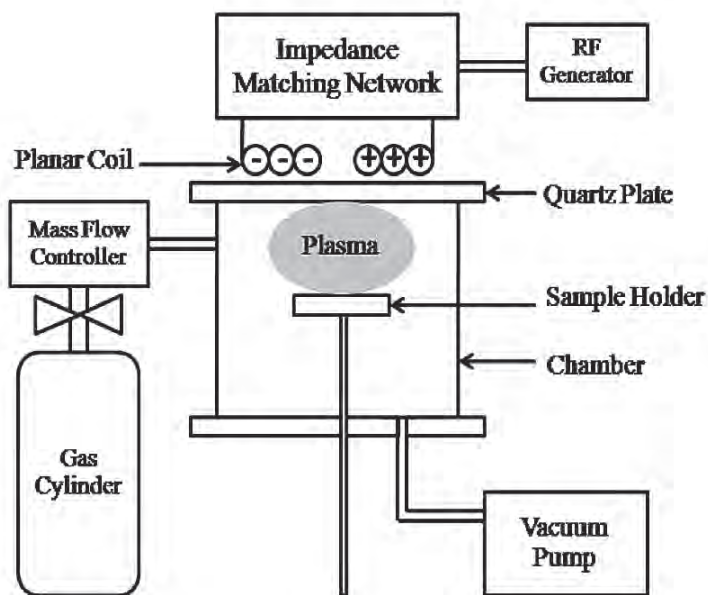 Impedance
Matching Network
RF
Generator
Planar Coil
- - -
+ + +
Quartz Plate
Mass Flow
Controller
Plasma
Sample Holder
Chamber
Gas
Cylinder
Vacuum
Pump